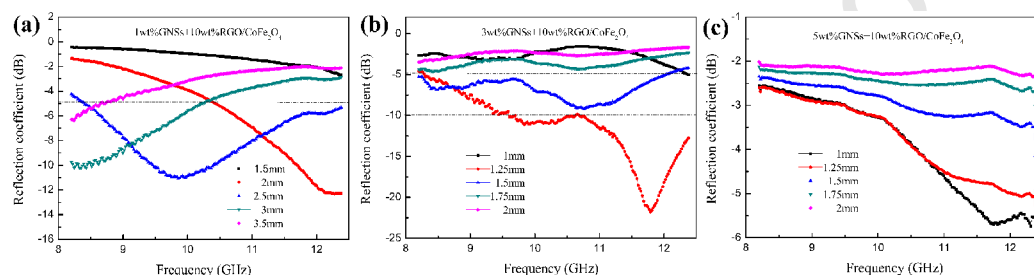 (a)
1wt%GNSs+10wt%RGO/CoFe2O4
Reflection coefficient (dB)
0
-2
-4
-6
-8
-10
-12
-14
-16
1.5mm
2mm
2.5mm
3mm
3.5mm
8
9
10
11
12
Frequency (GHz)
(b)
3wt%GNSs+10wt%RGO/CoFe2O
Reflection coefficient (dB)
0
-5
-10
-15
-20
-25
1mm
1.25mm
1.5mm
1.75mm
2mm
8
9
10
11
12
Frequency (GHz)
(c)
5wt%GNSs+10wt%RGO/CoFe2O4
Reflection coefficient (dB)
-1
-2
-3
-4
-5
-6
1mm
1.25mm
1.5mm
1.75mm
2mm
8
9
10
11
12
Frequency (GHz)